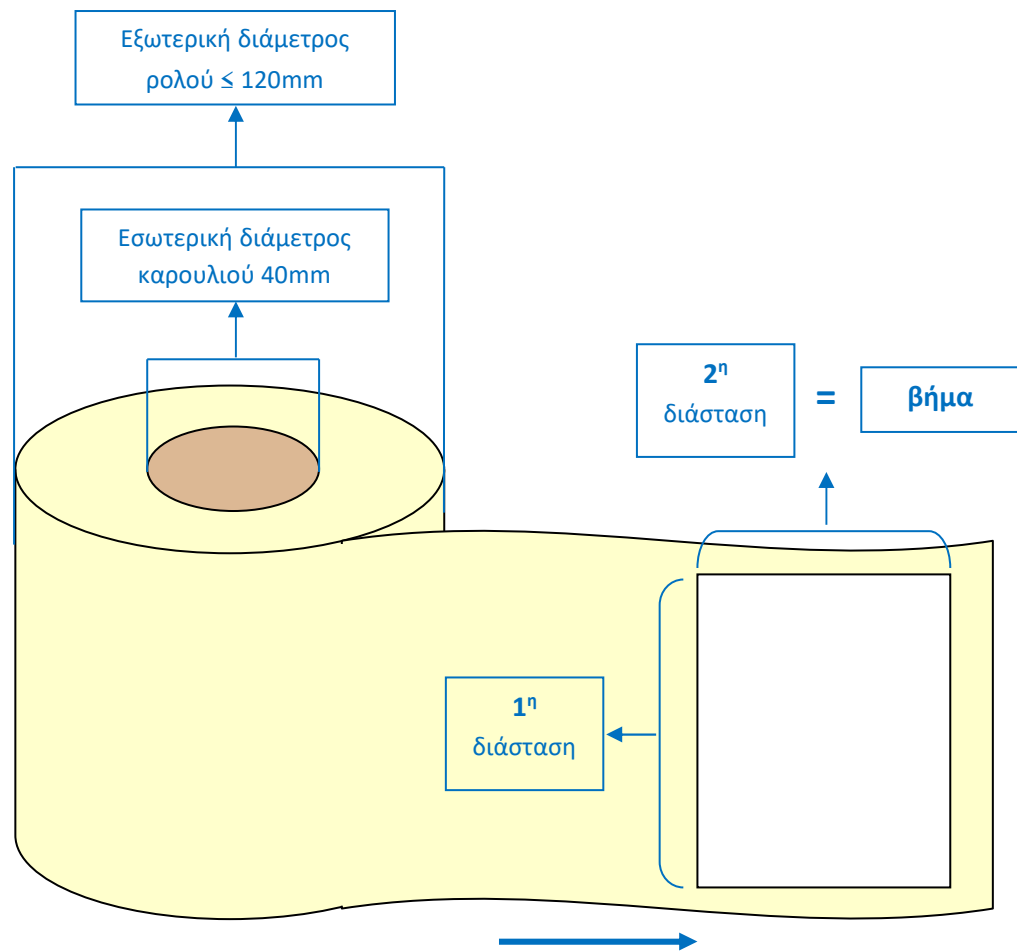 Εξωτερική διάμετρος
ρολού ≤ 120mm
Εσωτερική διάμετρος
καρουλιού 40mm
2η
διάσταση
=
βήμα
1η
διάσταση